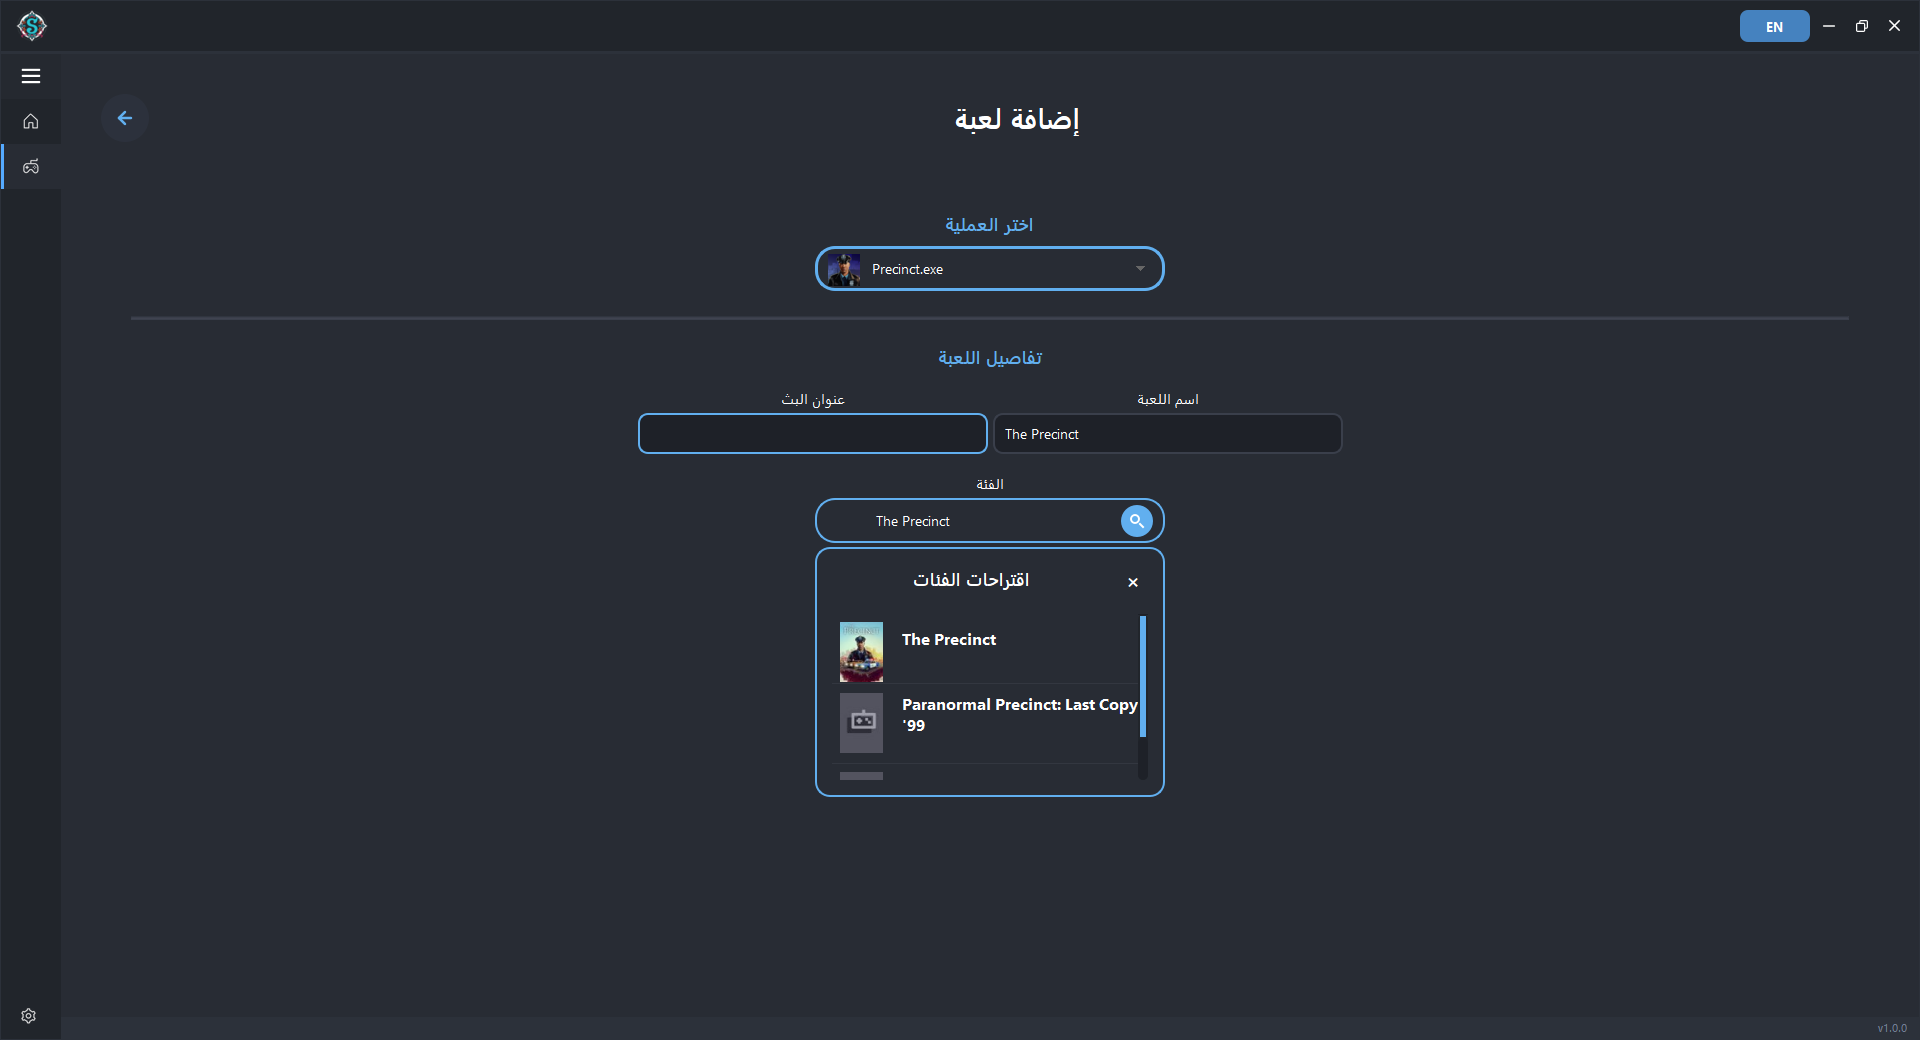 EN
إضافة لعبة
اختر العملية
Precinct.exe
تفاصيل اللعبة
اسم اللعبة
عنوان البث
The Precinct
الفئة
The Precinct
اقتراحات الفئات
The Precinct
Paranormal Precinct: Last Copy
'99
v1.0.0